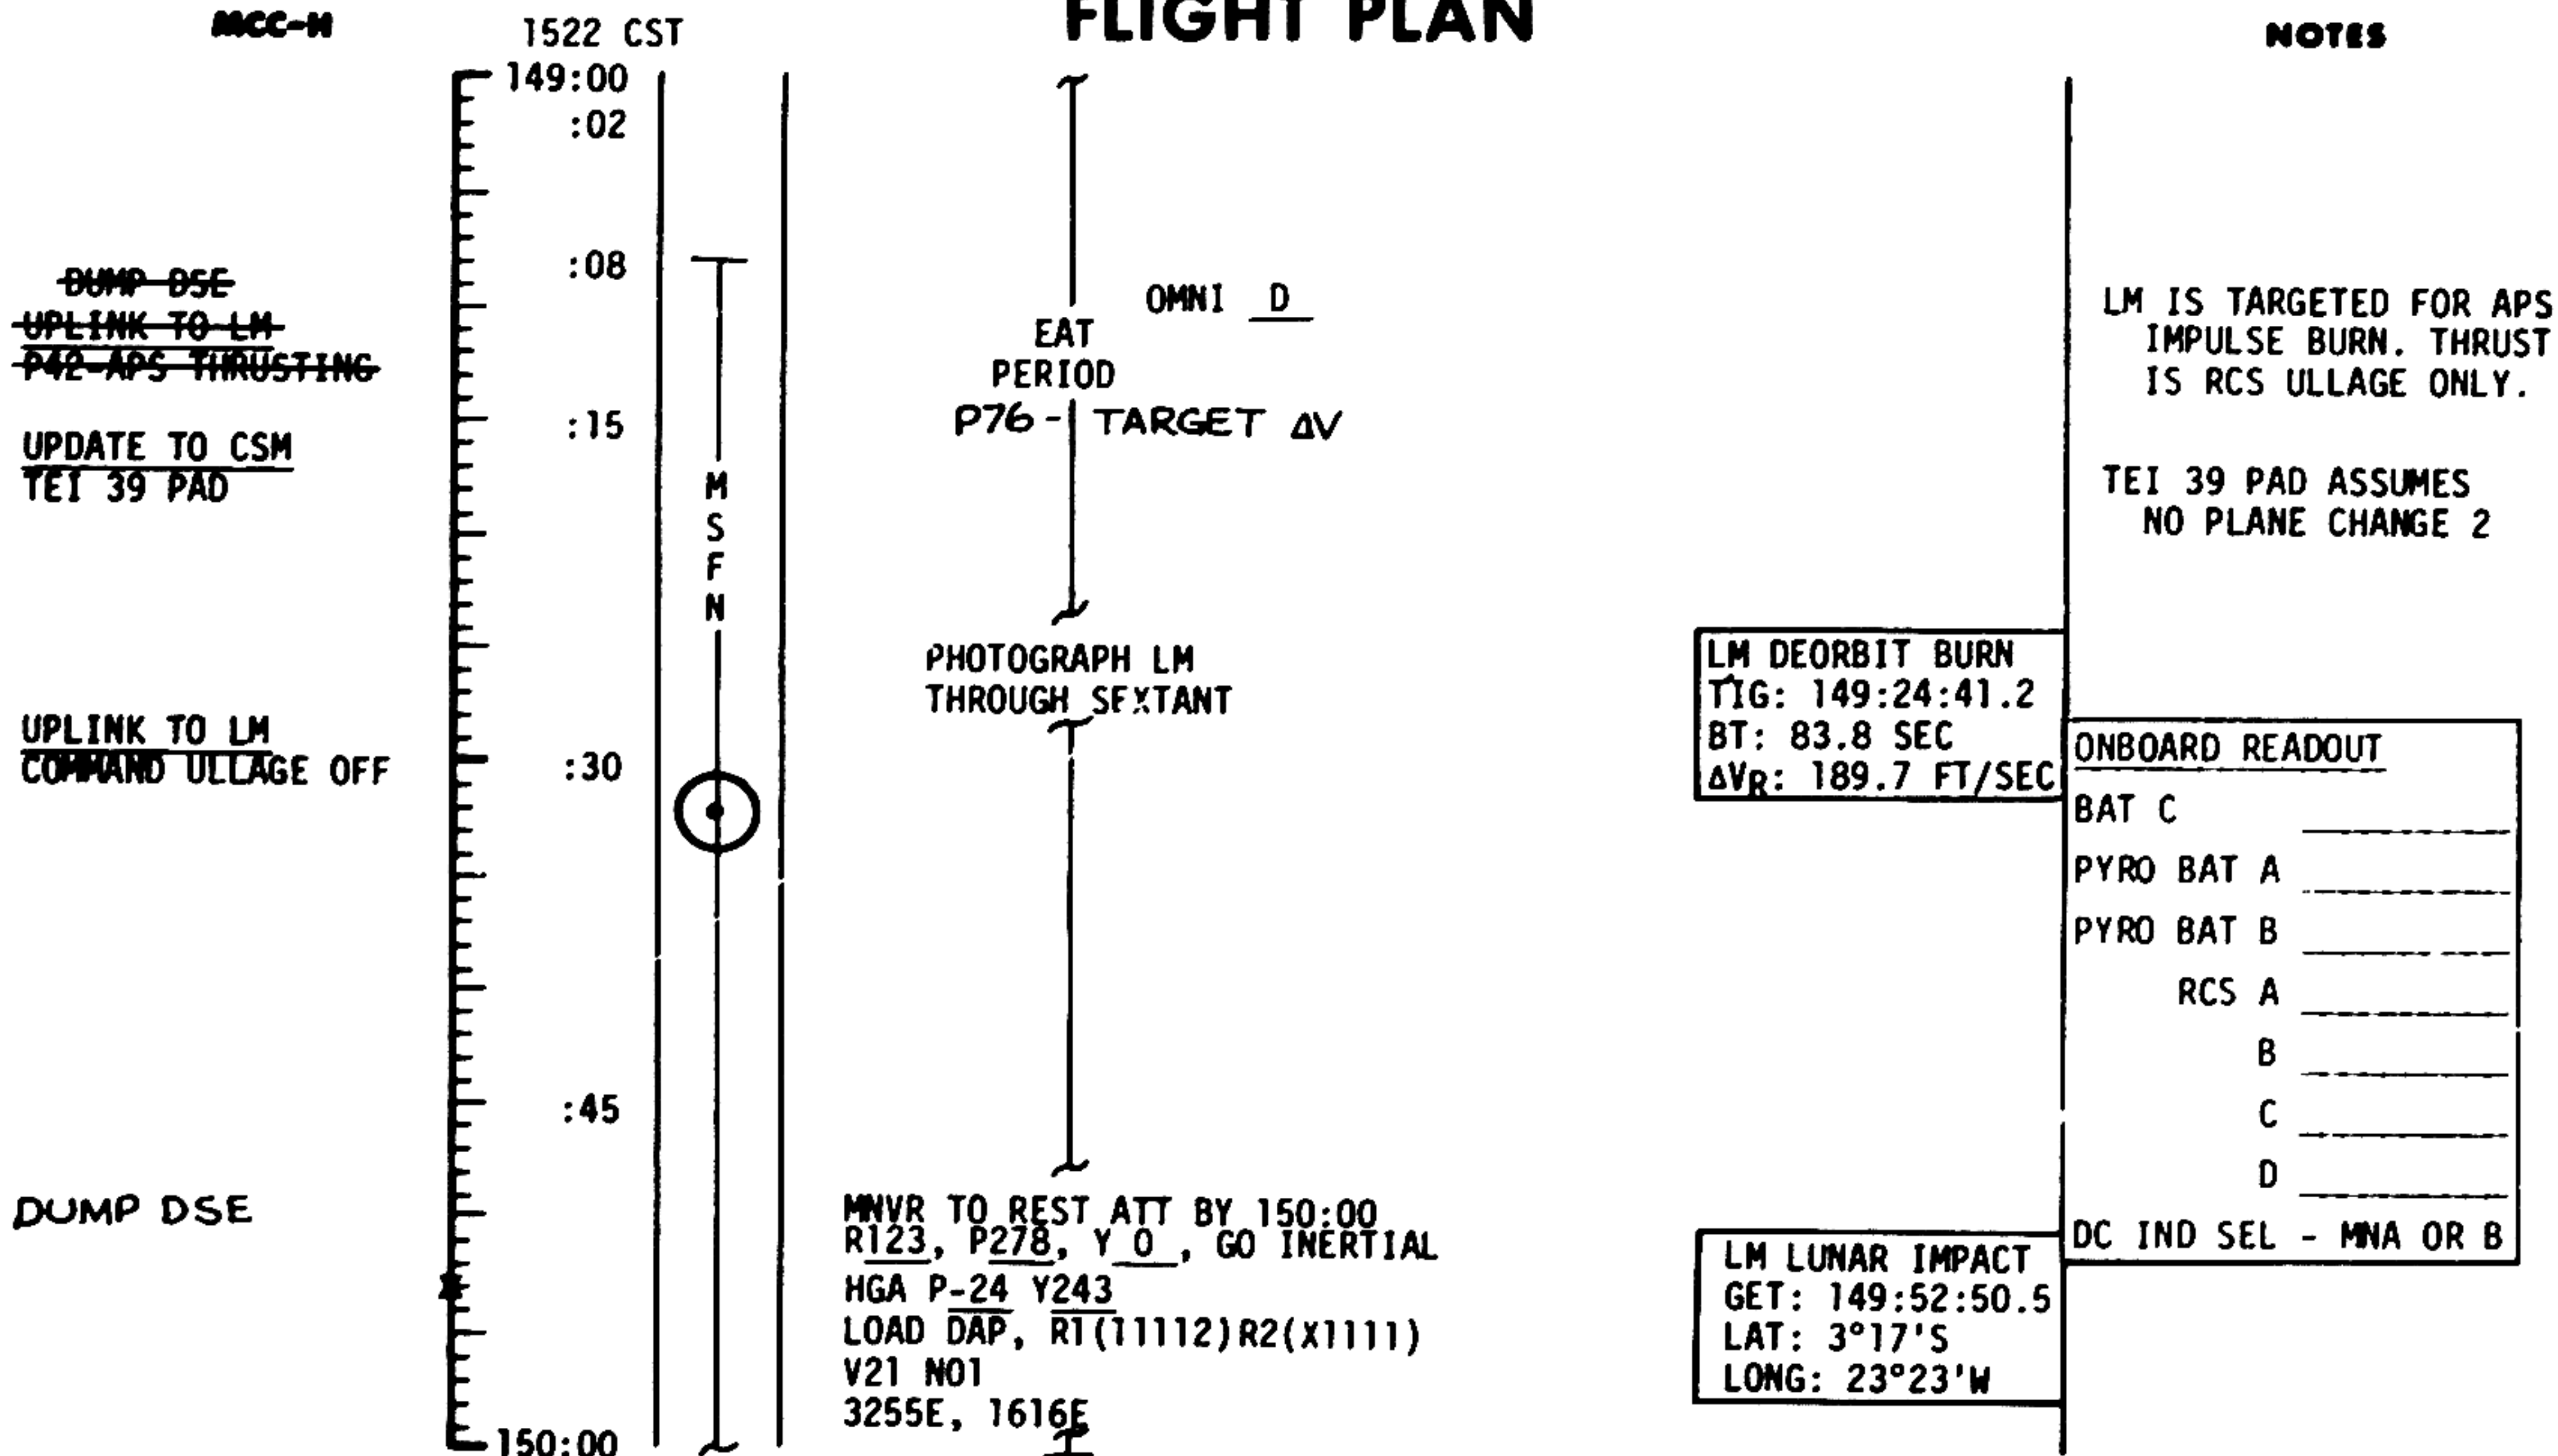 MCC-H
1522 CST
FLIGHT PLAN
NOTES
149:00
:02
:08
:15
:30
:45
150:00
DUMP DSE
UPLINK TO LM
P42-APS THRUSTING
UPDATE TO CSM
TEI 39 PAD
UPLINK TO LM
COMMAND ULLAGE OFF
DUMP DSE
M
S
F
N
OMNI D
EAT
PERIOD
P76- TARGET ΔV
PHOTOGRAPH LM
THROUGH SEXTANT
MNVR TO REST ATT BY 150:00
R123, P278, Y 0 , GO INERTIAL
HGA P-24 Y243
LOAD DAP, R1(11112)R2(X1111)
V21 N01
3255E, 1616E
LM IS TARGETED FOR APS
IMPULSE BURN. THRUST
IS RCS ULLAGE ONLY.
TEI 39 PAD ASSUMES
NO PLANE CHANGE 2
LM DEORBIT BURN
TIG: 149:24:41.2
BT: 83.8 SEC
ΔVR: 189.7 FT/SEC
ONBOARD READOUT
BAT C
PYRO BAT A
PYRO BAT B
RCS A
B
C
D
DC IND SEL - MNA OR B
LM LUNAR IMPACT
GET: 149:52:50.5
LAT: 3°17'S
LONG: 23°23'W